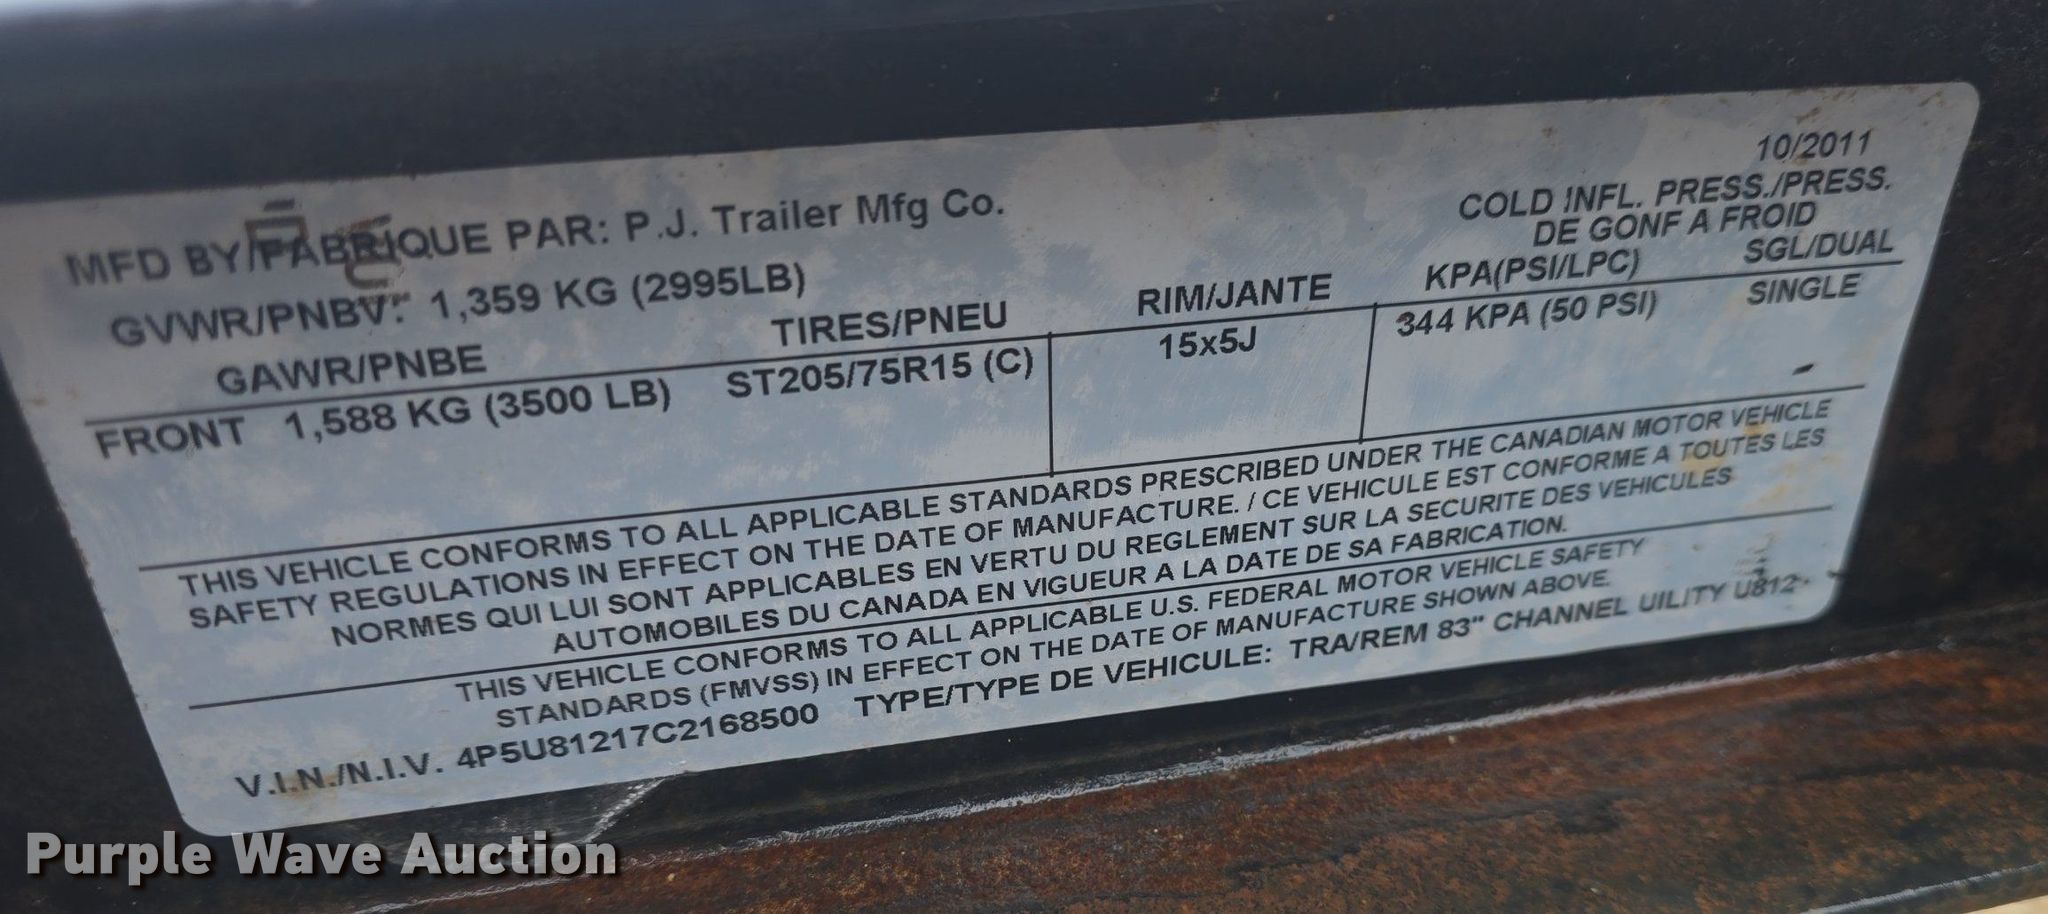 10/2011
MFD BY/FABRIQUE PAR: P.J. Trailer Mfg Co.
COLD INFL. PRESS./PRESS.
DE GONF A FROID
GVWR/PNBV: 1,359 KG (2995LB)
GAWR/PNBE TIRES/PNEU RIM/JANTE KPA(PSI/LPC) SGL/DUAL
FRONT 1,588 KG (3500 LB) ST205/75R15 (C) 15x5J 344 KPA (50 PSI) SINGLE
THIS VEHICLE CONFORMS TO ALL APPLICABLE STANDARDS PRESCRIBED UNDER THE CANADIAN MOTOR VEHICLE
SAFETY REGULATIONS IN EFFECT ON THE DATE OF MANUFACTURE. / CE VEHICULE EST CONFORME A TOUTES LES
NORMES QUI LUI SONT APPLICABLES EN VERTU DU REGLEMENT SUR LA SECURITE DES VEHICULES
AUTOMOBILES DU CANADA EN VIGUEUR A LA DATE DE SA FABRICATION.
THIS VEHICLE CONFORMS TO ALL APPLICABLE U.S. FEDERAL MOTOR VEHICLE SAFETY
STANDARDS (FMVSS) IN EFFECT ON THE DATE OF MANUFACTURE SHOWN ABOVE.
V.I.N./N.I.V. 4P5U81217C2168500 TYPE/TYPE DE VEHICULE: TRA/REM 83" CHANNEL UILITY U812
Purple Wave Auction